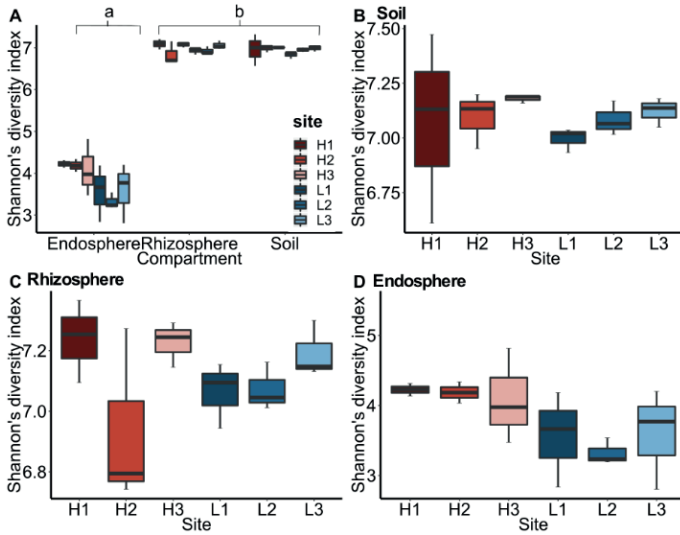 A
a
b
Shannon's diversity index
7
6
5
4
3
site
H1
H2
H3
L1
L2
L3
Endosphere Rhizosphere Soil
Compartment
B Soil
Shannon's diversity index
7.50
7.25
7.00
6.75
H1 H2 H3 L1 L2 L3
Site
C Rhizosphere
Shannon's diversity index
7.2
7.0
6.8
H1 H2 H3 L1 L2 L3
Site
D Endosphere
Shannon's diversity index
5
4
3
H1 H2 H3 L1 L2 L3
Site